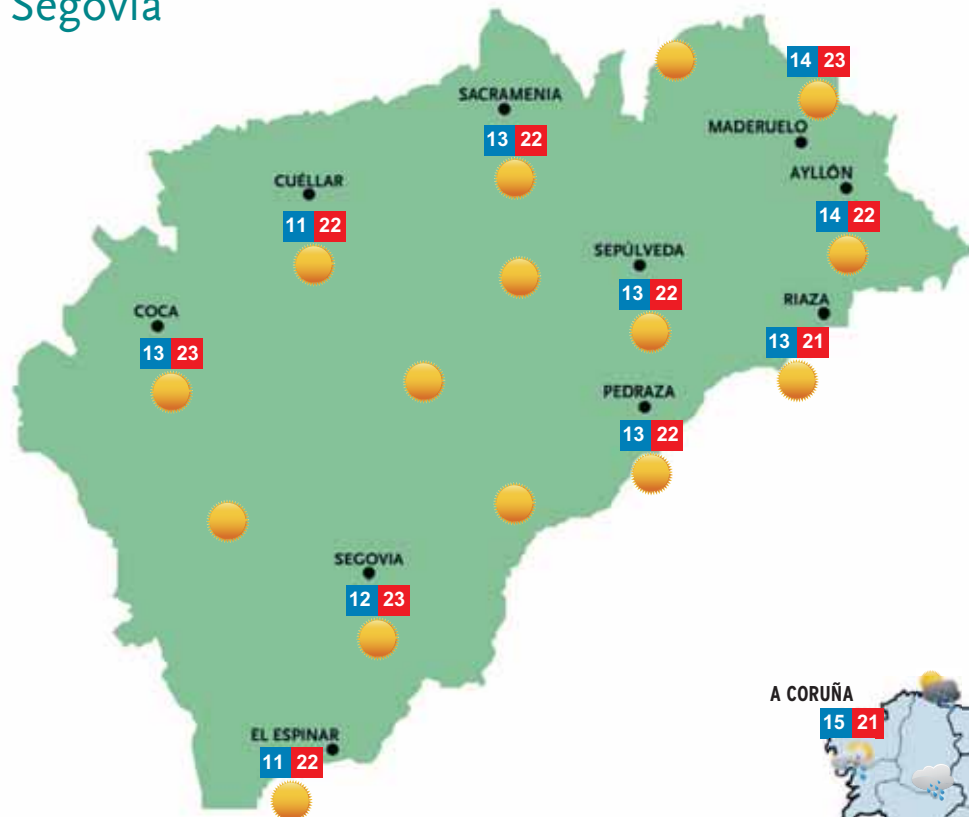 Segovia
14 23
SACRAMENIA
13 22
MADERUELO
CUÉLLAR
11 22
AYLLÓN
14 22
SEPÚLVEDA
13 22
RIAZA
13 21
COCA
13 23
PEDRAZA
13 22
SEGOVIA
12 23
A CORUÑA
15 21
EL ESPINAR
11 22